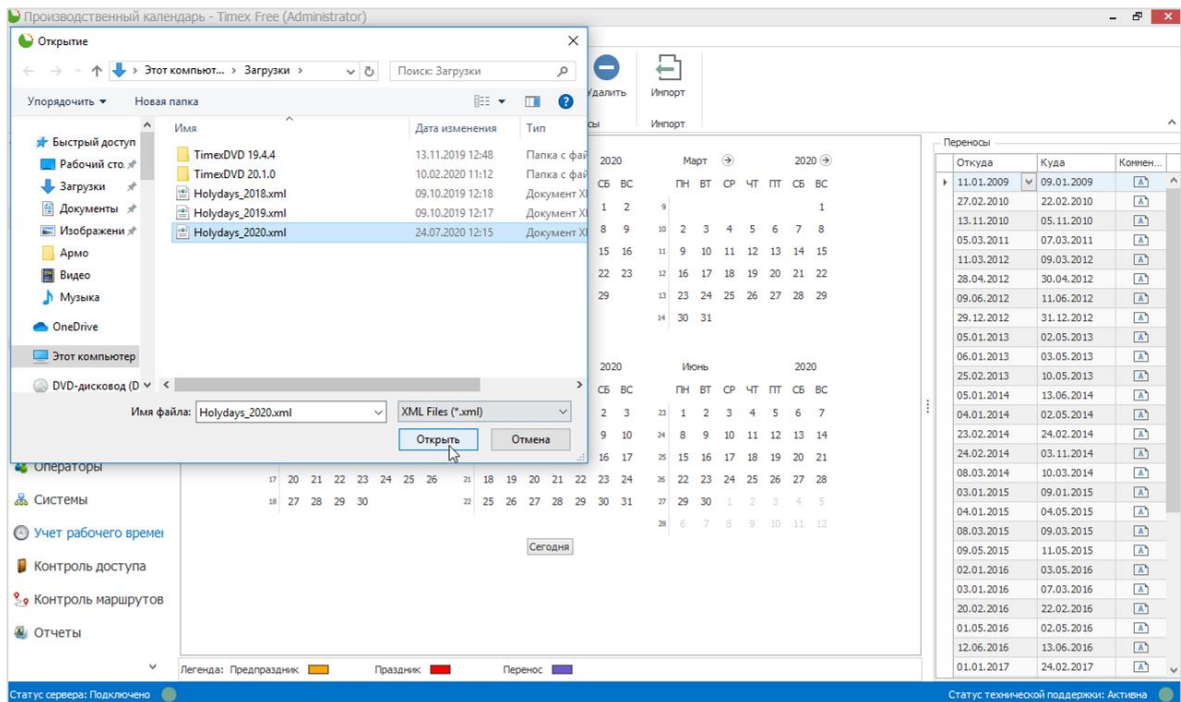 Производственный календарь - Timex Free (Administrator)
Открытие
Этот компьют... › Загрузки ›
Поиск: Загрузки
Упорядочить
Новая папка
Имя
Дата изменения
Тип
TimexDVD 19.4.4 13.11.2019 12:48 Папка с фай
TimexDVD 20.1.0 10.02.2020 11:12 Папка с фай
Holydays_2018.xml 09.10.2019 12:18 Документ XI
Holydays_2019.xml 09.10.2019 12:17 Документ XI
Holydays_2020.xml 24.07.2020 12:15 Документ XI
Быстрый доступ
Рабочий сто
Загрузки
Документы
Изображени
Армо
Видео
Музыка
OneDrive
Этот компьютер
DVD-дисковод (D
Имя файла: Holydays_2020.xml
XML Files (*.xml)
Открыть
Отмена
Удалить
Импорт
сы
Импорт
2020
СБ ВС
1 2
8 9
15 16
22 23
29
Март 2020
ПН ВТ СР ЧТ ПТ СБ ВС
9 1
10 2 3 4 5 6 7 8
11 9 10 11 12 13 14 15
12 16 17 18 19 20 21 22
13 23 24 25 26 27 28 29
14 30 31
2020
СБ ВС
2 3
9 10
16 17
17 20 21 22 23 24 25 26
18 27 28 29 30
21 18 19 20 21 22 23 24
22 25 26 27 28 29 30 31
Июнь 2020
ПН ВТ СР ЧТ ПТ СБ ВС
23 1 2 3 4 5 6 7
24 8 9 10 11 12 13 14
25 15 16 17 18 19 20 21
26 22 23 24 25 26 27 28
27 29 30 1 2 3 4 5
28 6 7 8 9 10 11 12
Сегодня
Операторы
Системы
Учет рабочего времен
Контроль доступа
Контроль маршрутов
Отчеты
Легенда: Предпраздник Праздник Перенос
Переносы
Откуда Куда Коммен...
11.01.2009 09.01.2009
27.02.2010 22.02.2010
13.11.2010 05.11.2010
05.03.2011 07.03.2011
11.03.2012 09.03.2012
28.04.2012 30.04.2012
09.06.2012 11.06.2012
29.12.2012 31.12.2012
05.01.2013 02.05.2013
06.01.2013 03.05.2013
25.02.2013 10.05.2013
05.01.2014 13.06.2014
04.01.2014 02.05.2014
23.02.2014 24.02.2014
24.02.2014 03.11.2014
08.03.2014 10.03.2014
03.01.2015 09.01.2015
04.01.2015 04.05.2015
08.03.2015 09.03.2015
09.05.2015 11.05.2015
02.01.2016 03.05.2016
03.01.2016 07.03.2016
20.02.2016 22.02.2016
01.05.2016 02.05.2016
12.06.2016 13.06.2016
01.01.2017 24.02.2017
Статус сервера: Подключено
Статус технической поддержки: Активна